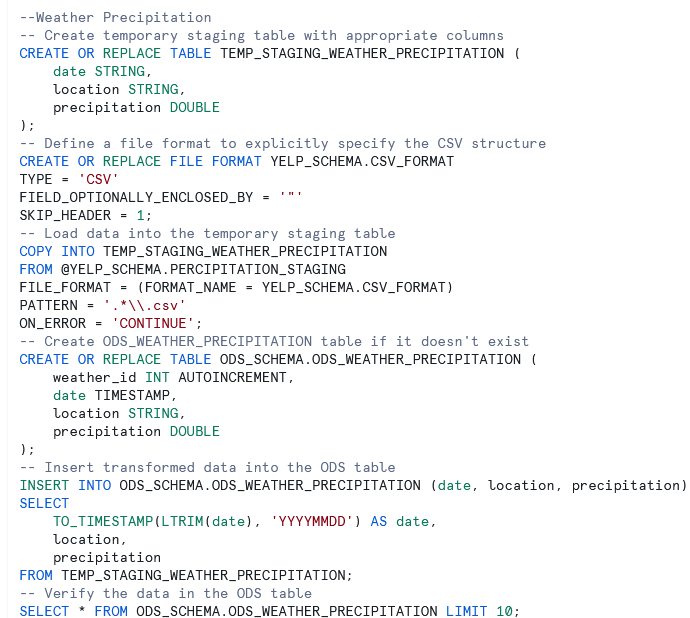 --Weather Precipitation
-- Create temporary staging table with appropriate columns
CREATE OR REPLACE TABLE TEMP_STAGING_WEATHER_PRECIPITATION (
    date STRING,
    location STRING,
    precipitation DOUBLE
);
-- Define a file format to explicitly specify the CSV structure
CREATE OR REPLACE FILE FORMAT YELP_SCHEMA.CSV_FORMAT
TYPE = 'CSV'
FIELD_OPTIONALLY_ENCLOSED_BY = '"'
SKIP_HEADER = 1;
-- Load data into the temporary staging table
COPY INTO TEMP_STAGING_WEATHER_PRECIPITATION
FROM @YELP_SCHEMA.PERCIPITATION_STAGING
FILE_FORMAT = (FORMAT_NAME = YELP_SCHEMA.CSV_FORMAT)
PATTERN = '.*\\.csv'
ON_ERROR = 'CONTINUE';
-- Create ODS_WEATHER_PRECIPITATION table if it doesn't exist
CREATE OR REPLACE TABLE ODS_SCHEMA.ODS_WEATHER_PRECIPITATION (
    weather_id INT AUTOINCREMENT,
    date TIMESTAMP,
    location STRING,
    precipitation DOUBLE
);
-- Insert transformed data into the ODS table
INSERT INTO ODS_SCHEMA.ODS_WEATHER_PRECIPITATION (date, location, precipitation)
SELECT
    TO_TIMESTAMP(LTRIM(date), 'YYYYMMDD') AS date,
    location,
    precipitation
FROM TEMP_STAGING_WEATHER_PRECIPITATION;
-- Verify the data in the ODS table
SELECT * FROM ODS_SCHEMA.ODS_WEATHER_PRECIPITATION LIMIT 10;